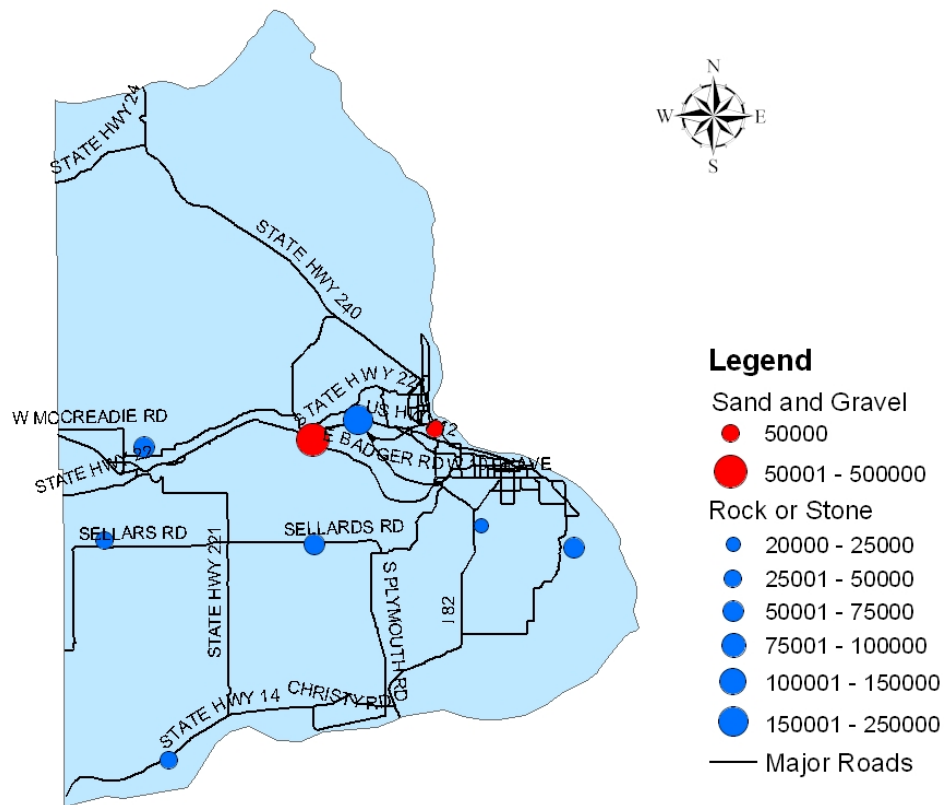 N
W E
S
STATE HWY 24
STATE HWY 240
STATE HWY 22
US HWY 12
W MCCREADIE RD
E BADGER RD
W 10TH AVE
STATE HWY 22
SELLARS RD
SELLARDS RD
STATE HWY 221
S PLYMOUTH RD
I 82
STATE HWY 14
CHRISTY RD
Legend
Sand and Gravel
50000
50001 - 500000
Rock or Stone
20000 - 25000
25001 - 50000
50001 - 75000
75001 - 100000
100001 - 150000
150001 - 250000
Major Roads